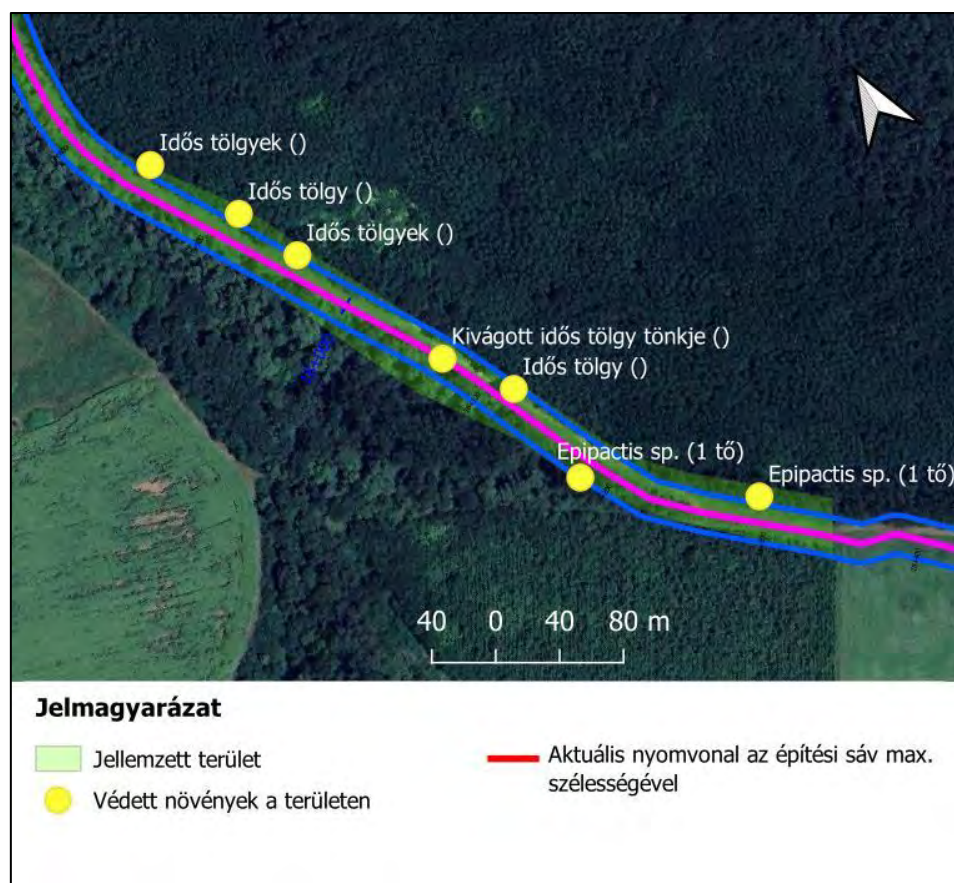 Idős tölgyek ()
Idős tölgy ()
Idős tölgyek ()
Kivágott idős tölgy tönkje ()
Idős tölgy ()
Epipactis sp. (1 tő)
Epipactis sp. (1 tő)
40 0 40 80 m
Jelmagyarázat
Jellemzett terület
Védett növények a területen
Aktuális nyomvonal az építési sáv max.
szélességével